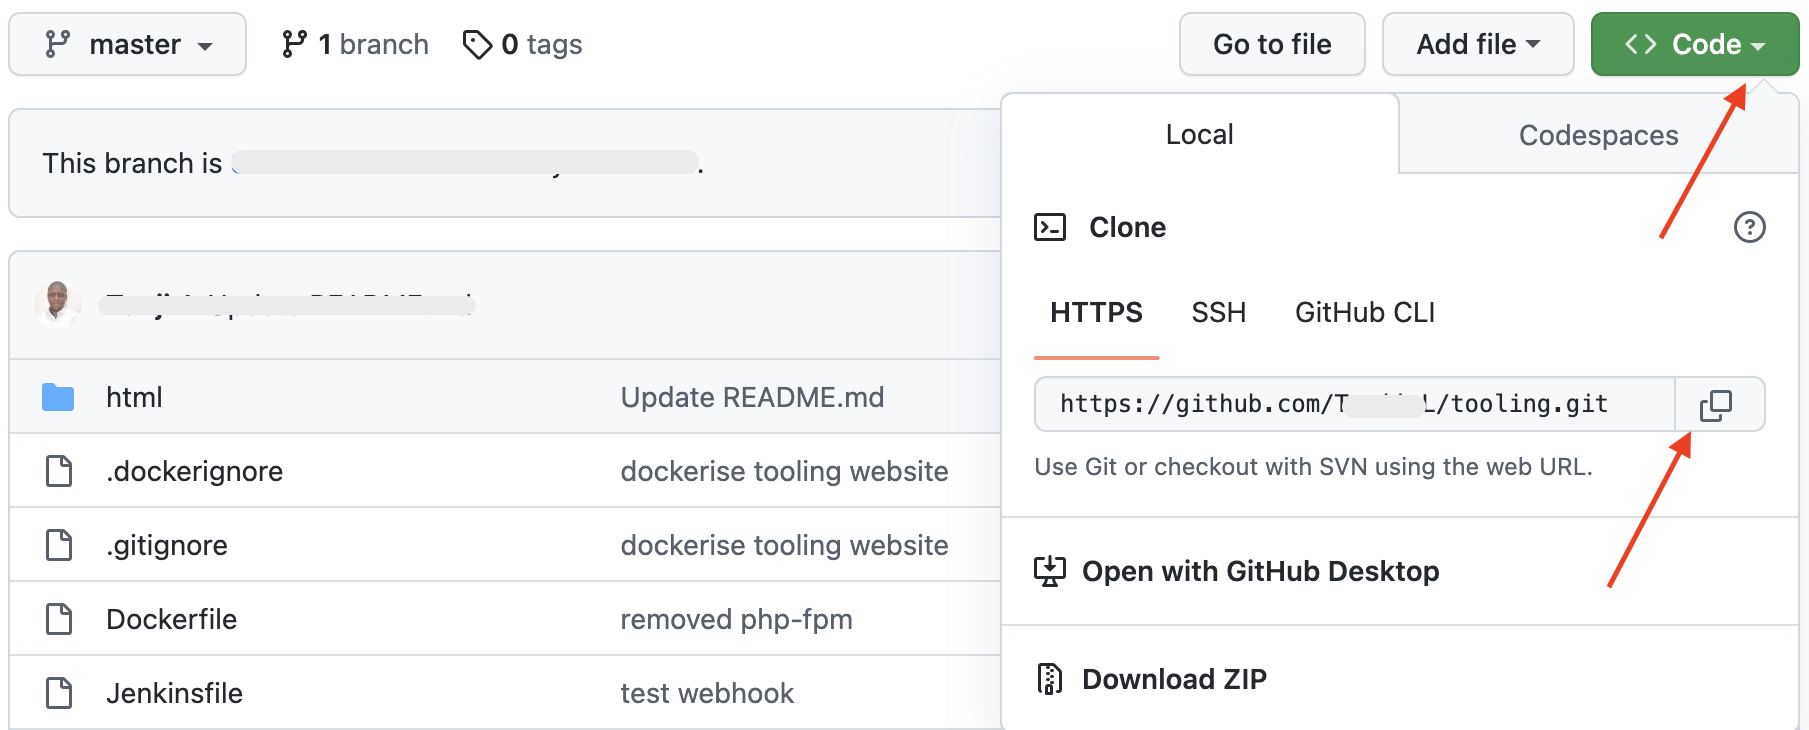 master 1 branch 0 tags Go to file Add file <> Code
This branch is .
Local Codespaces
Clone
HTTPS SSH GitHub CLI
https://github.com/T L/tooling.git
Use Git or checkout with SVN using the web URL.
Open with GitHub Desktop
Download ZIP
html Update README.md
.dockerignore dockerise tooling website
.gitignore dockerise tooling website
Dockerfile removed php-fpm
Jenkinsfile test webhook